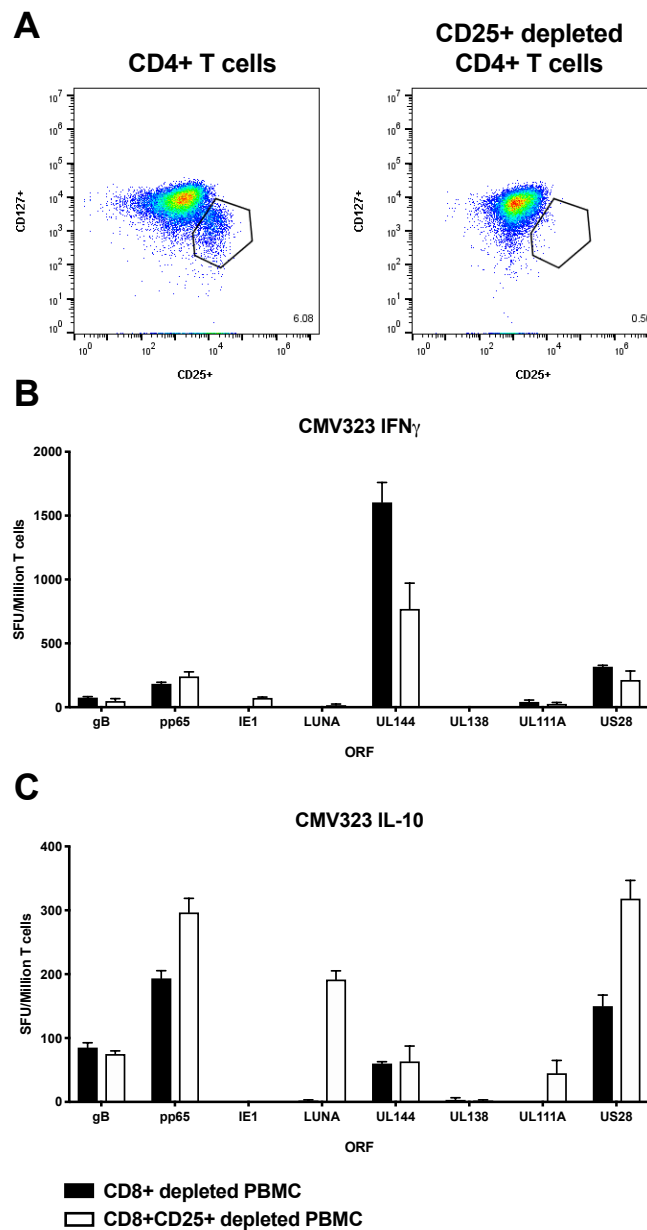 A
CD4+ T cells
CD25+ depleted
CD4+ T cells
10^7
10^6
10^5
10^4
10^3
10^2
10^1
10^0
CD127+
6.08
10^0 10^2 10^4 10^6
CD25+
10^7
10^6
10^5
10^4
10^3
10^2
10^1
10^0
CD127+
10^0 10^2 10^4 10^6
CD25+
B
CMV323 IFNγ
2000
1500
1000
500
0
SFU/Million T cells
gB pp65 IE1 LUNA UL144 UL138 UL111A US28
ORF
C
CMV323 IL-10
400
300
200
100
0
SFU/Million T cells
gB pp65 IE1 LUNA UL144 UL138 UL111A US28
ORF
CD8+ depleted PBMC
CD8+CD25+ depleted PBMC